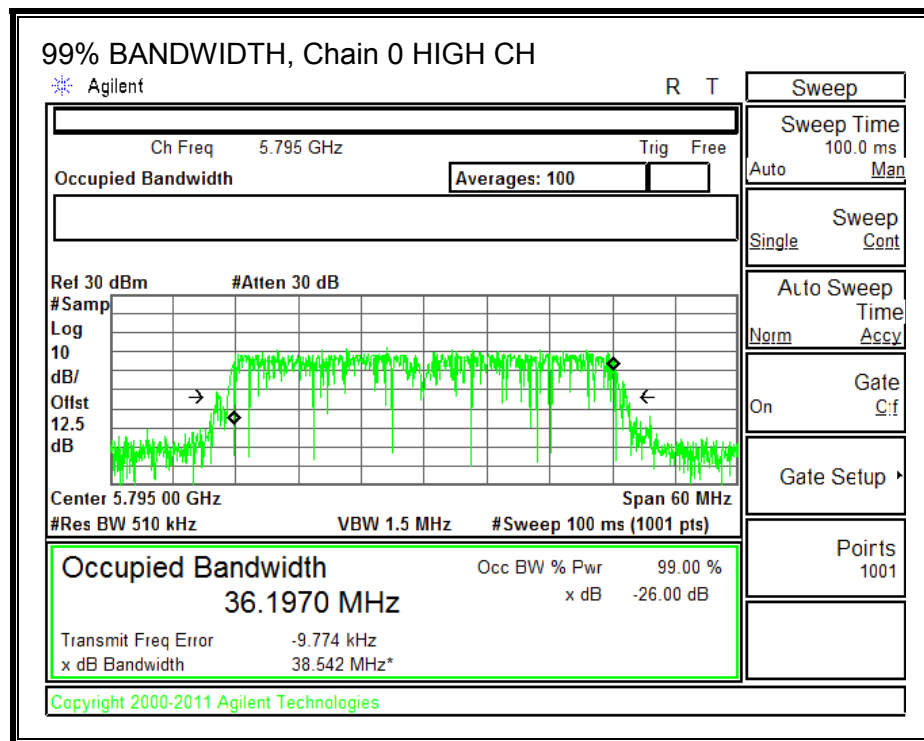 99% BANDWIDTH, Chain 0 HIGH CH
Agilent R T
Ch Freq 5.795 GHz Trig Free
Occupied Bandwidth Averages: 100
Ref 30 dBm #Atten 30 dB
#Samp
Log
10
dB/
Offst
12.5
dB
Center 5.795 00 GHz Span 60 MHz
#Res BW 510 kHz VBW 1.5 MHz #Sweep 100 ms (1001 pts)
Occupied Bandwidth Occ BW % Pwr 99.00 %
36.1970 MHz x dB -26.00 dB
Transmit Freq Error -9.774 kHz
x dB Bandwidth 38.542 MHz*
Copyright 2000-2011 Agilent Technologies
Sweep
Sweep Time
100.0 ms
Auto Man
Sweep
Single Cont
Auto Sweep
Time
Norm Accy
Gate
On Off
Gate Setup
Points
1001